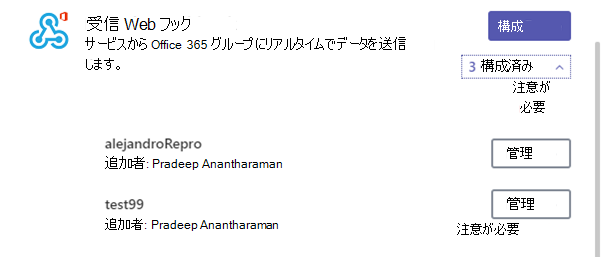 受信 Web フック
構成
サービスから Office 365 グループにリアルタイムでデータを送信
します。
3 構成済み
注意が
必要
alejandroRepro
追加者: Pradeep Anantharaman
管理
test99
追加者: Pradeep Anantharaman
管理
注意が必要